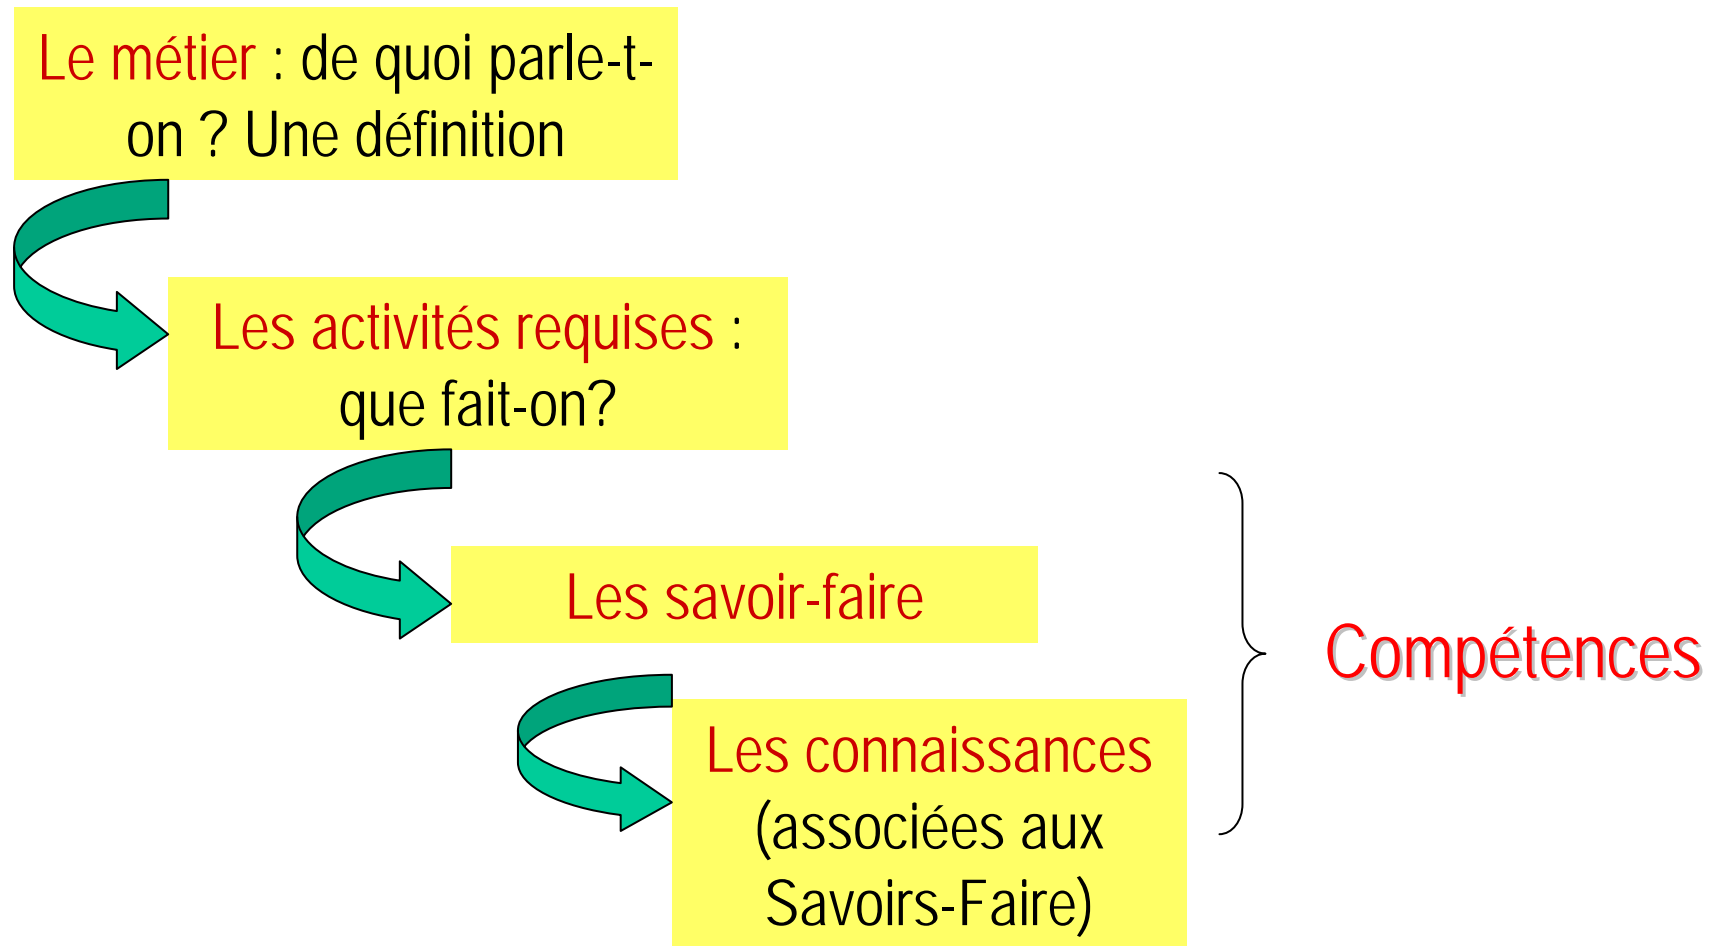 Le métier : de quoi parle-t-
on ? Une définition
Les activités requises :
que fait-on?
Les savoir-faire
Compétences
Les connaissances
(associées aux
Savoirs-Faire)